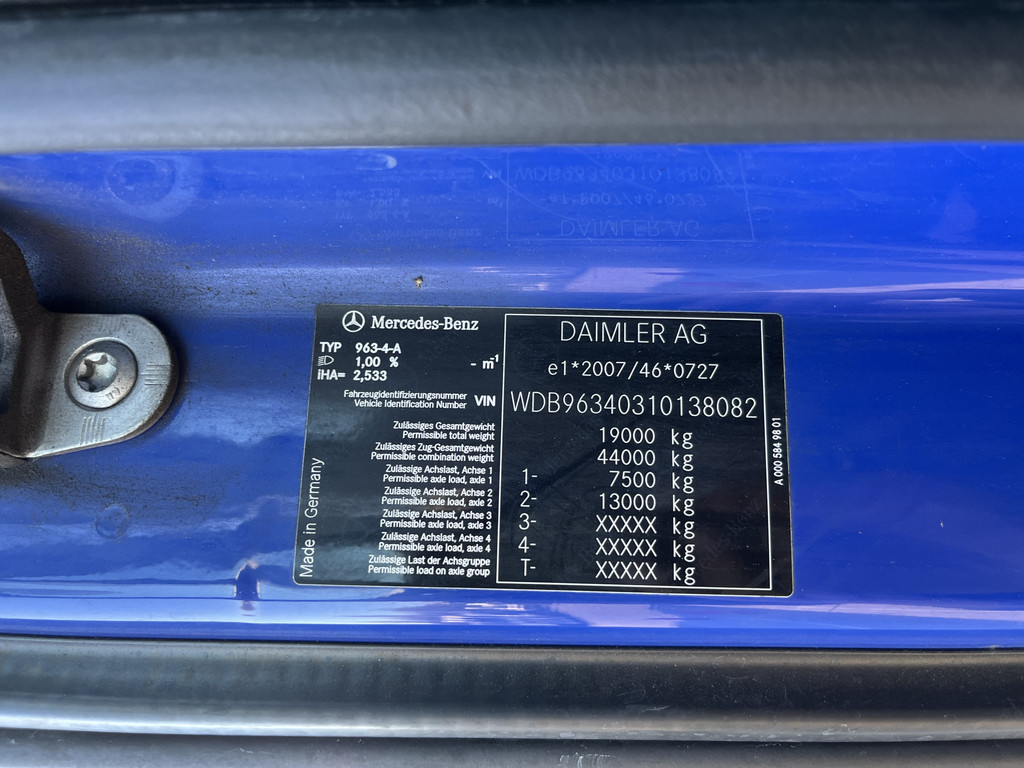 Mercedes-Benz
TYP 963-4-A
1,00 % - m-1
iHA= 2,533
Fahrzeugidentifizierungsnummer
Vehicle Identification Number VIN
Zulässiges Gesamtgewicht
Permissible total weight
Zulässiges Zug-Gesamtgewicht
Permissible combination weight
Zulässige Achslast, Achse 1
Permissible axle load, axle 1
Zulässige Achslast, Achse 2
Permissible axle load, axle 2
Zulässige Achslast, Achse 3
Permissible axle load, axle 3
Zulässige Achslast, Achse 4
Permissible axle load, axle 4
Zulässige Last der Achsgruppe
Permissible load on axle group
Made in Germany
DAIMLER AG
e1*2007/46*0727
WDB96340310138082
19000 kg
44000 kg
1- 7500 kg
2- 13000 kg
3- XXXXX kg
4- XXXXX kg
T- XXXXX kg
A 000 584 98 01